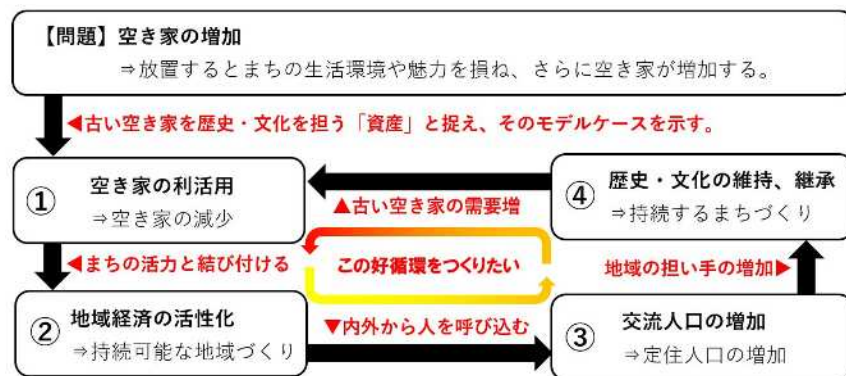 【問題】空き家の増加
⇒放置するとまちの生活環境や魅力を損ね、さらに空き家が増加する。
◀古い空き家を歴史・文化を担う「資産」と捉え、そのモデルケースを示す。
① 空き家の利活用
⇒空き家の減少
▲古い空き家の需要増
④ 歴史・文化の維持、継承
⇒持続するまちづくり
◀まちの活力と結び付ける
この好循環をつくりたい
地域の担い手の増加▶
② 地域経済の活性化
⇒持続可能な地域づくり
▼内外から人を呼び込む
③ 交流人口の増加
⇒定住人口の増加